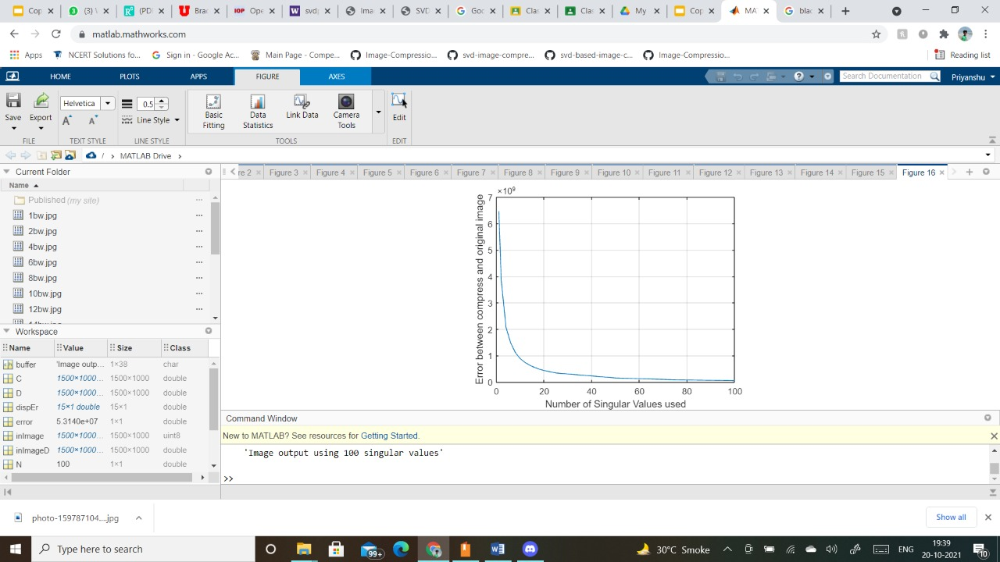 Cop
(3)
(PD
Bra
IOP Ope
W svdp
Ima
SVD
Goo
Clas
Clas
My
Cop
MA
blac
matlab.mathworks.com
Apps NCERT Solutions fo... Sign in - Google Ac... Main Page - Compe... Image-Compressio... svd-image-compre... Image-Compressio... Reading list
HOME PLOTS APPS FIGURE AXES Search Documentation Priyanshu
Save Export Helvetica 0.5 Line Style Basic Fitting Data Statistics Link Data Camera Tools Edit
FILE TEXT STYLE LINE STYLE TOOLS EDIT
/ › MATLAB Drive ›
Current Folder
Name
Published (my site)
1bw.jpg
2bw.jpg
4bw.jpg
6bw.jpg
8bw.jpg
10bw.jpg
12bw.jpg
Workspace
Name Value Size Class
buffer 'Image outp... 1×38 char
C 1500×1000... 1500×1000 double
D 1500×1000... 1500×1000 double
dispEr 15×1 double 15×1 double
error 5.3140e+07 1×1 double
inImage 1500×1000... 1500×1000 uint8
inImageD 1500×1000... 1500×1000 double
N 100 1×1 double
re 2 Figure 3 Figure 4 Figure 5 Figure 6 Figure 7 Figure 8 Figure 9 Figure 10 Figure 11 Figure 12 Figure 13 Figure 14 Figure 15 Figure 16
×10⁹
7
6
5
4
3
2
1
0
Error between compress and original image
0 20 40 60 80 100
Number of Singular Values used
Command Window
New to MATLAB? See resources for Getting Started.
'Image output using 100 singular values'
>>
photo-159787104....jpg Show all
Type here to search 99+ 30°C Smoke ENG 19:39
20-10-2021 10